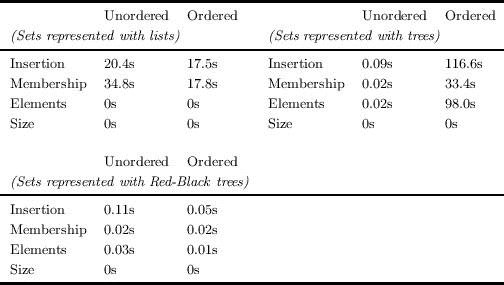 Unordered Ordered
(Sets represented with lists)
Insertion 20.4s 17.5s
Membership 34.8s 17.8s
Elements 0s 0s
Size 0s 0s
Unordered Ordered
(Sets represented with trees)
Insertion 0.09s 116.6s
Membership 0.02s 33.4s
Elements 0.02s 98.0s
Size 0s 0s
Unordered Ordered
(Sets represented with Red-Black trees)
Insertion 0.11s 0.05s
Membership 0.02s 0.02s
Elements 0.03s 0.01s
Size 0s 0s